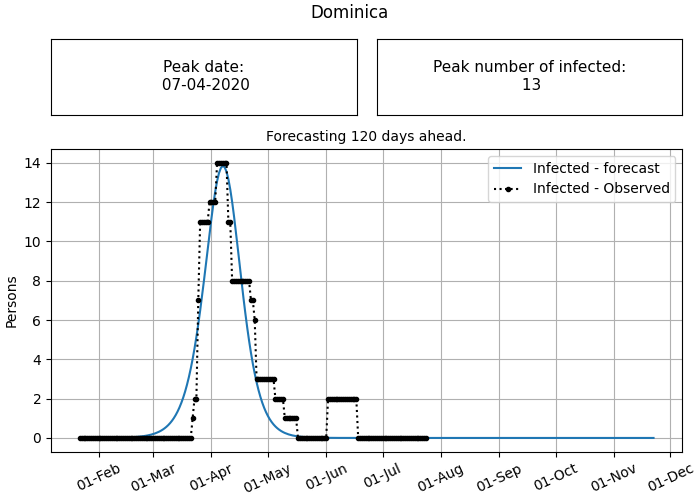 Dominica
Peak date:
07-04-2020
Peak number of infected:
13
Forecasting 120 days ahead.
Infected - forecast
Infected - Observed
Persons
14
12
10
8
6
4
2
0
01-Feb
01-Mar
01-Apr
01-May
01-Jun
01-Jul
01-Aug
01-Sep
01-Oct
01-Nov
01-Dec